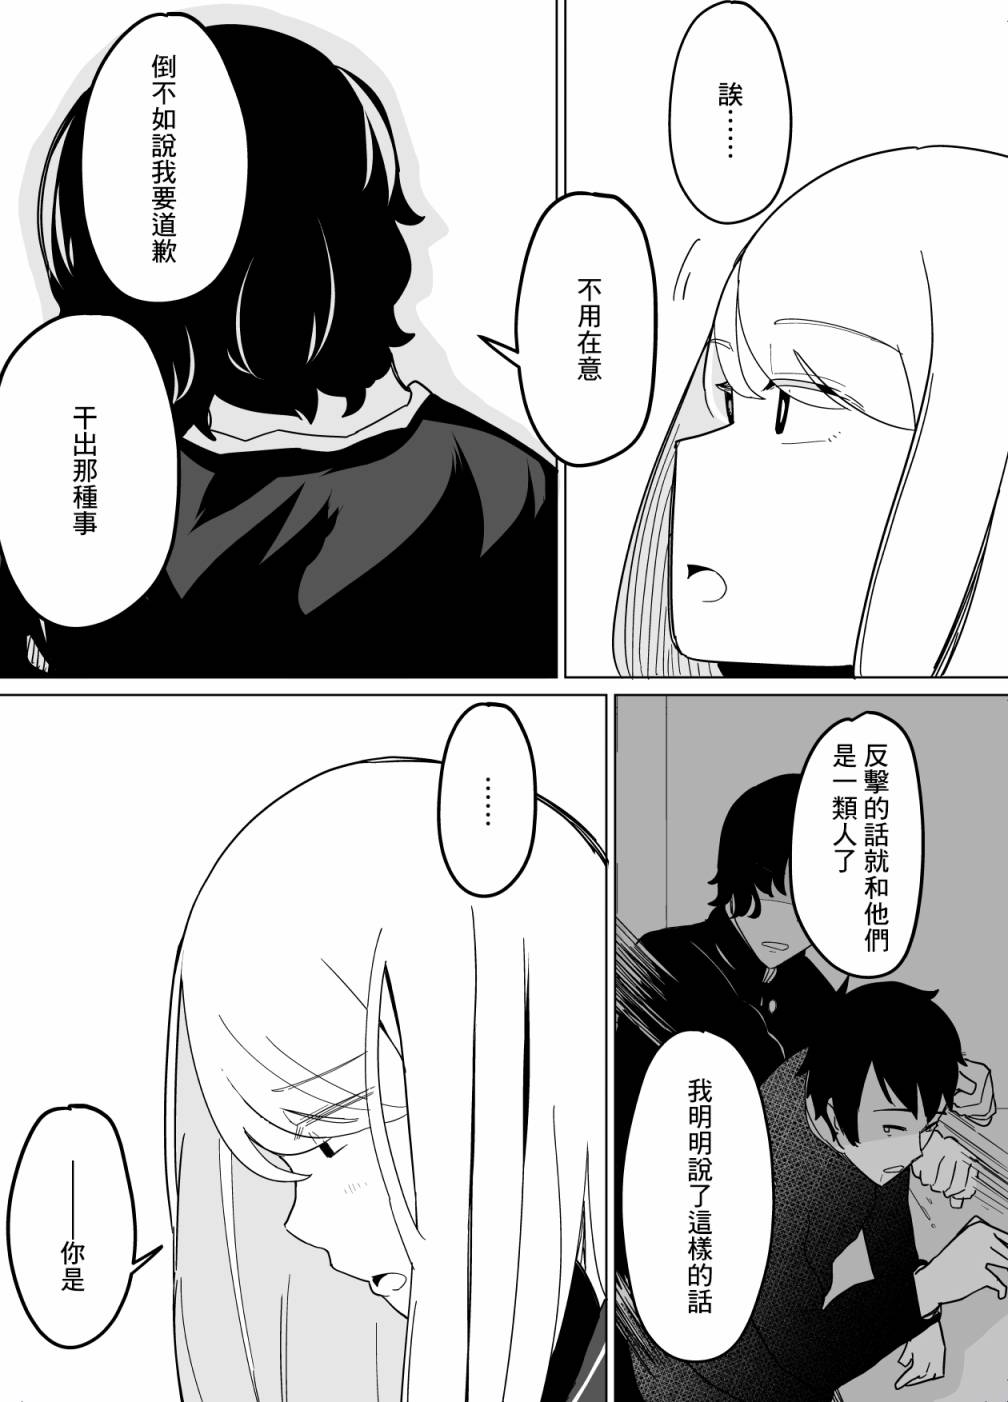 誒⋯⋯
不用在意
倒不如說我要道歉
干出那種事
反擊的話就和他們
是一類人了
我明明說了這樣的話
⋯⋯
——你是